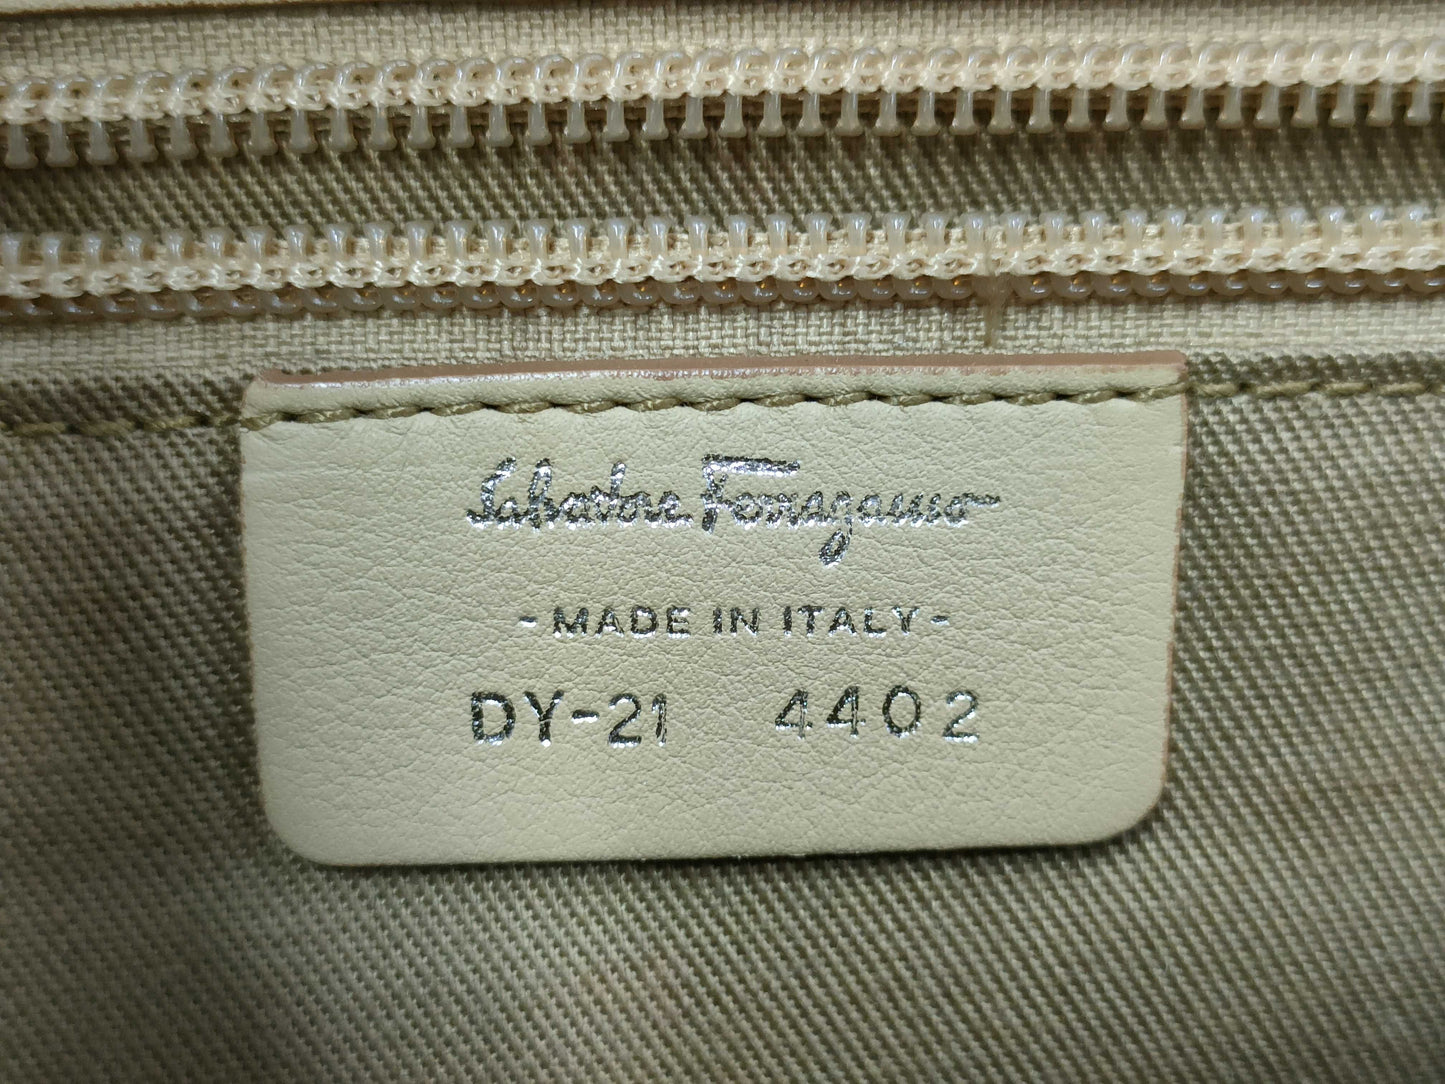 Salvatore Ferragamo
- MADE IN ITALY -
DY-21 4402